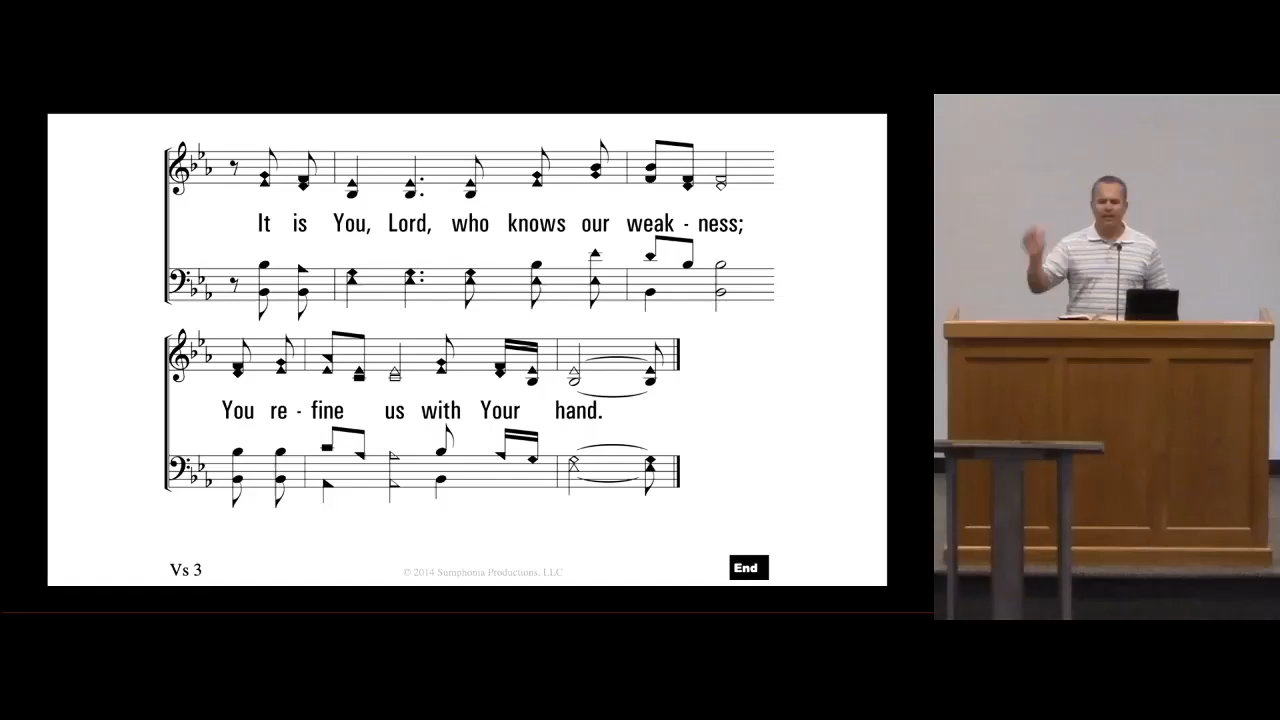 It is You, Lord, who knows our weak - ness;
You re - fine us with Your hand.
Vs 3
© 2014 Sumphonia Productions, LLC
End